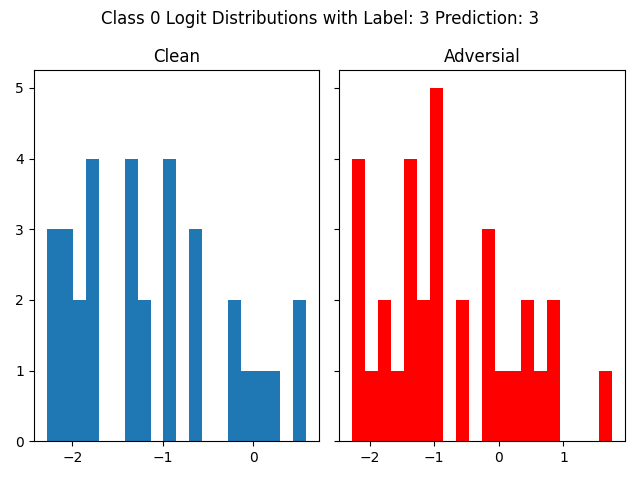 Class 0 Logit Distributions with Label: 3 Prediction: 3
Clean
Adversial
5
4
3
2
1
0
−2 −1 0
−2 −1 0 1